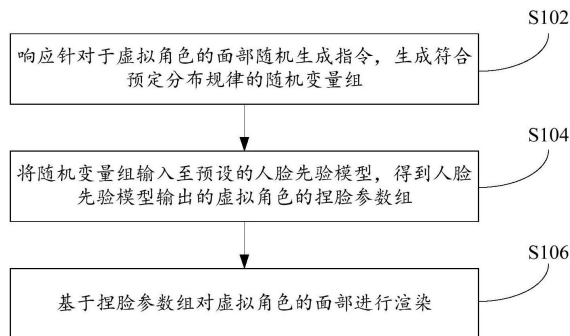 S102
响应针对于虚拟角色的面部随机生成指令，生成符合
预定分布规律的随机变量组
S104
将随机变量组输入至预设的人脸先验模型，得到人脸
先验模型输出的虚拟角色的捏脸参数组
S106
基于捏脸参数组对虚拟角色的面部进行渲染